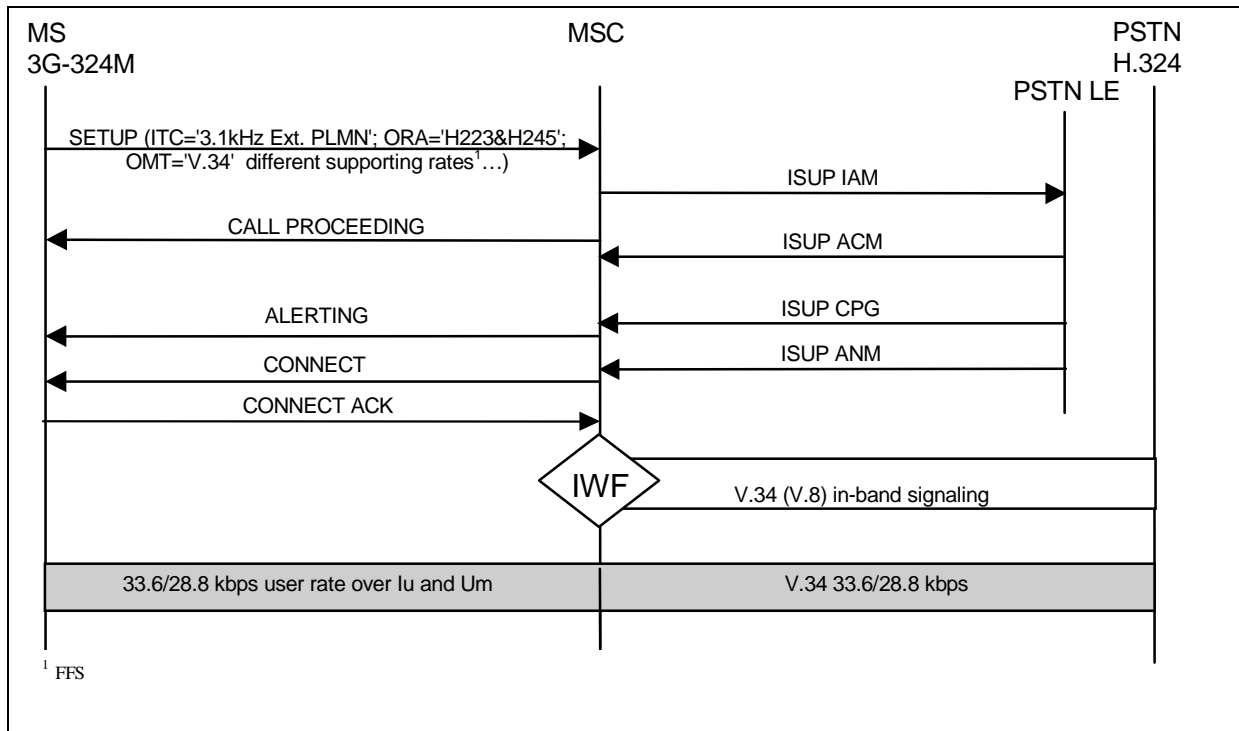 MS
3G-324M
MSC
PSTN
H.324
PSTN LE
SETUP (ITC='3.1kHz Ext. PLMN'; ORA='H223&H245';
OMT='V.34'  different supporting rates¹…)
ISUP IAM
CALL PROCEEDING
ISUP ACM
ISUP CPG
ALERTING
ISUP ANM
CONNECT
CONNECT ACK
IWF
V.34 (V.8) in-band signaling
33.6/28.8 kbps user rate over Iu and Um
V.34 33.6/28.8 kbps
¹ FFS